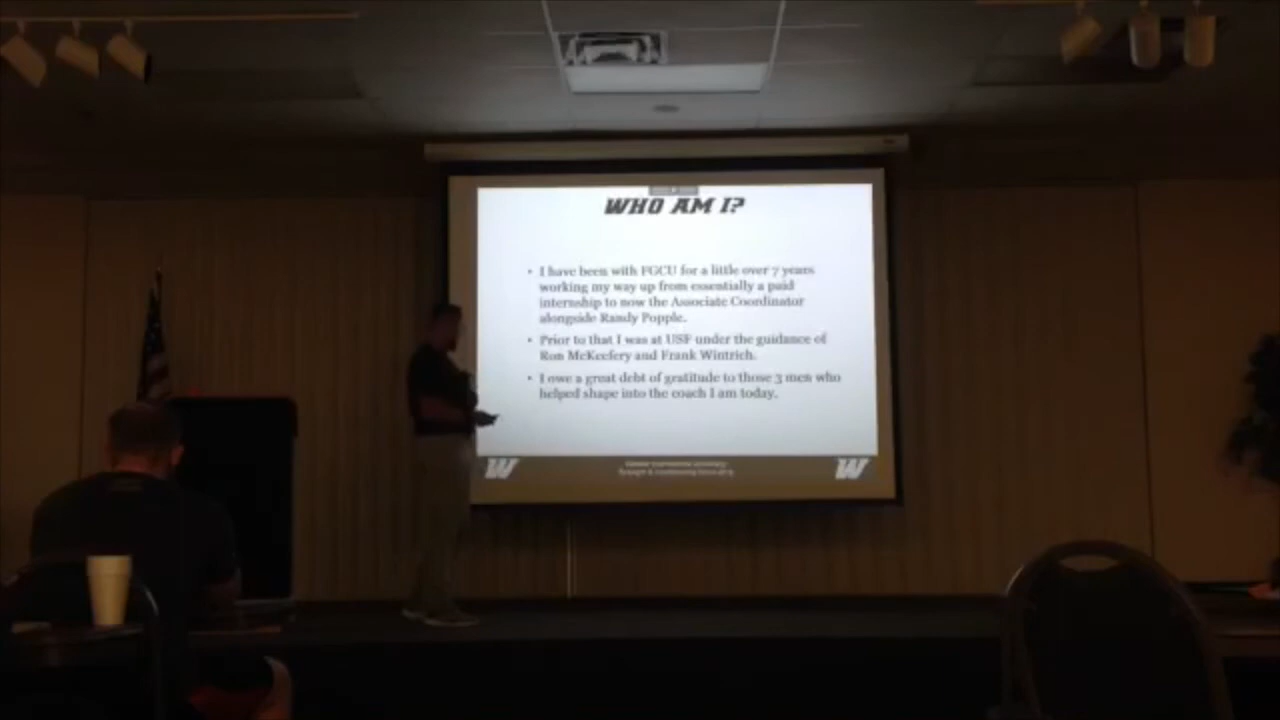 WHO AM I?
• I have been with FGCU for a little over 7 years
working my way up from essentially a paid
internship to now the Associate Coordinator
alongside Randy Popple.
• Prior to that I was at USF under the guidance of
Ron McKeefery and Frank Wintrich.
• I owe a great debt of gratitude to those 3 men who
helped shape into the coach I am today.
W
W